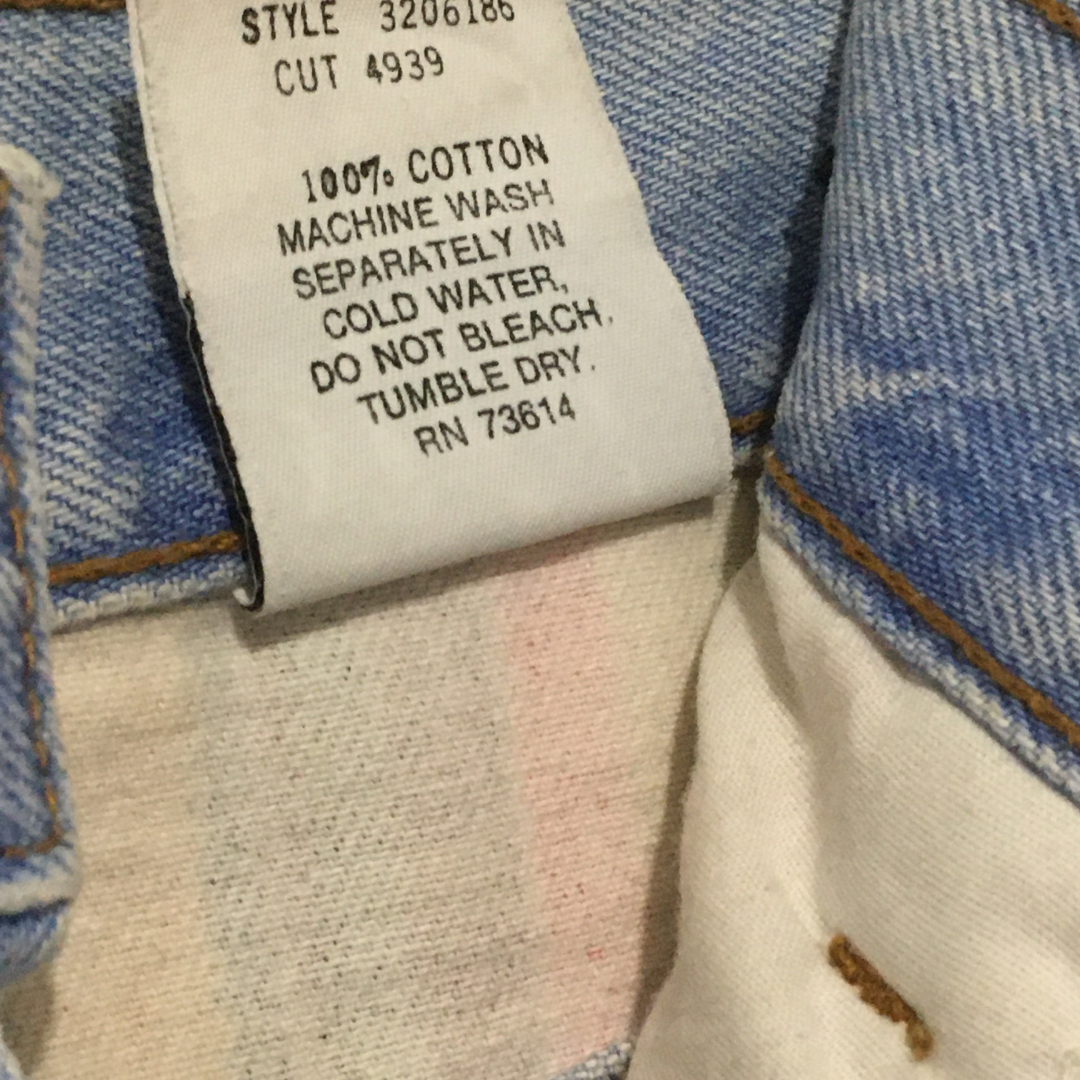 STYLE 3206186
CUT 4939
100% COTTON
MACHINE WASH
SEPARATELY IN
COLD WATER,
DO NOT BLEACH.
TUMBLE DRY.
RN 73614